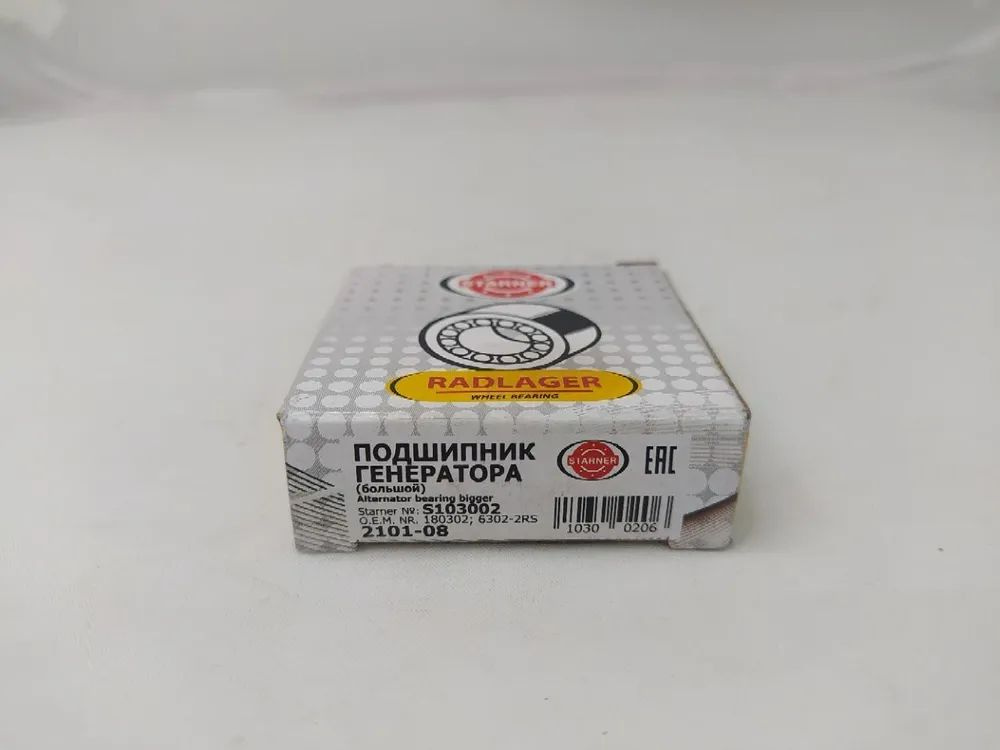 STARNER
RADLAGER
WHEEL BEARING
ПОДШИПНИК
ГЕНЕРАТОРА
(большой)
Alternator bearing bigger
Starner №: S103002
O.E.M. NR. 180302; 6302-2RS
2101-08
STARNER
EAC
1030 0206